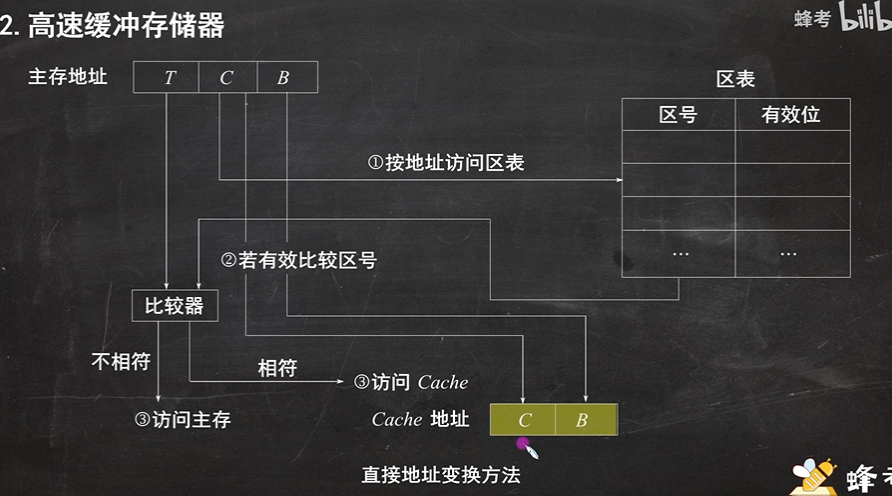 2.高速缓冲存储器
蜂考 bilib
主存地址 T C B
区表
区号 有效位
①按地址访问区表
②若有效比较区号
... ...
比较器
不相符
相符
③访问 Cache
③访问主存
Cache 地址 C B
直接地址变换方法
蜂考